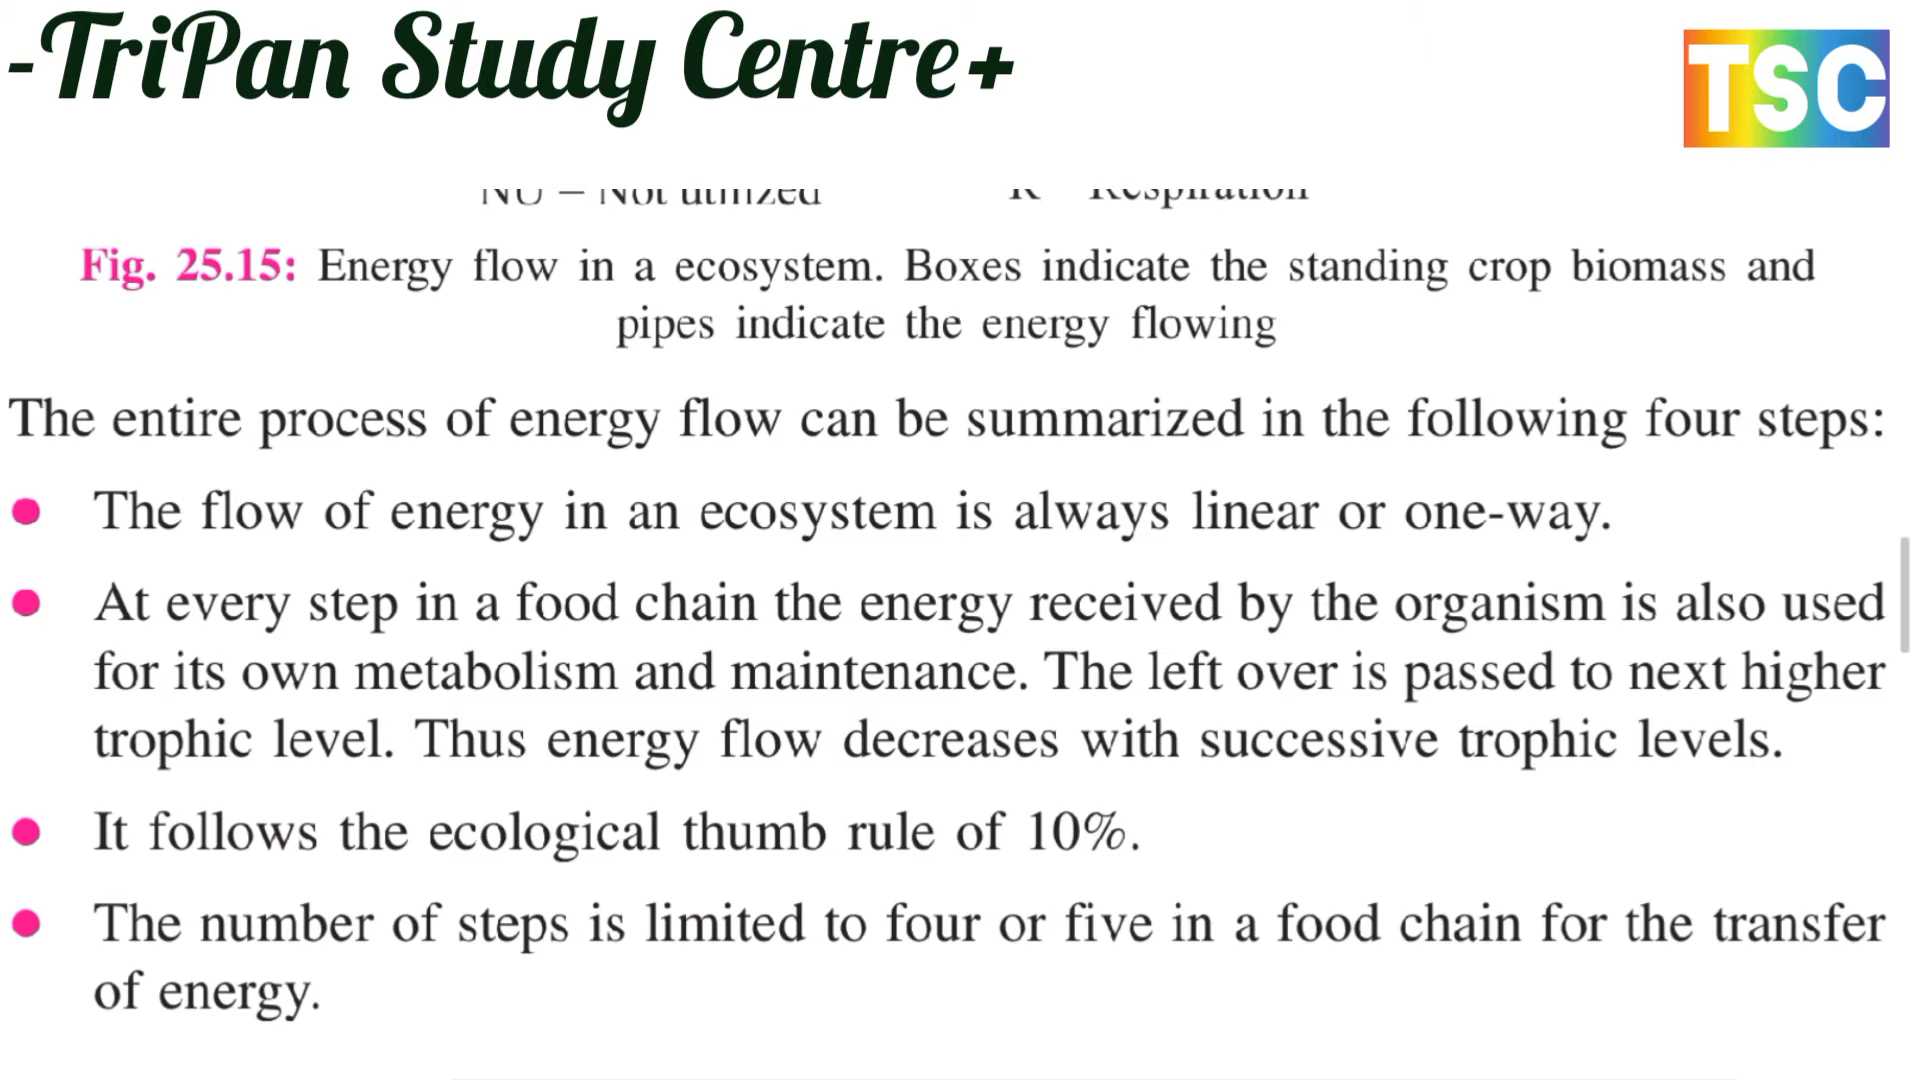 -TriPan Study Centre+
TSC
NU – Not utilized R Respiration
Fig. 25.15: Energy flow in a ecosystem. Boxes indicate the standing crop biomass and
pipes indicate the energy flowing
The entire process of energy flow can be summarized in the following four steps:
• The flow of energy in an ecosystem is always linear or one-way.
• At every step in a food chain the energy received by the organism is also used
for its own metabolism and maintenance. The left over is passed to next higher
trophic level. Thus energy flow decreases with successive trophic levels.
• It follows the ecological thumb rule of 10%.
• The number of steps is limited to four or five in a food chain for the transfer
of energy.